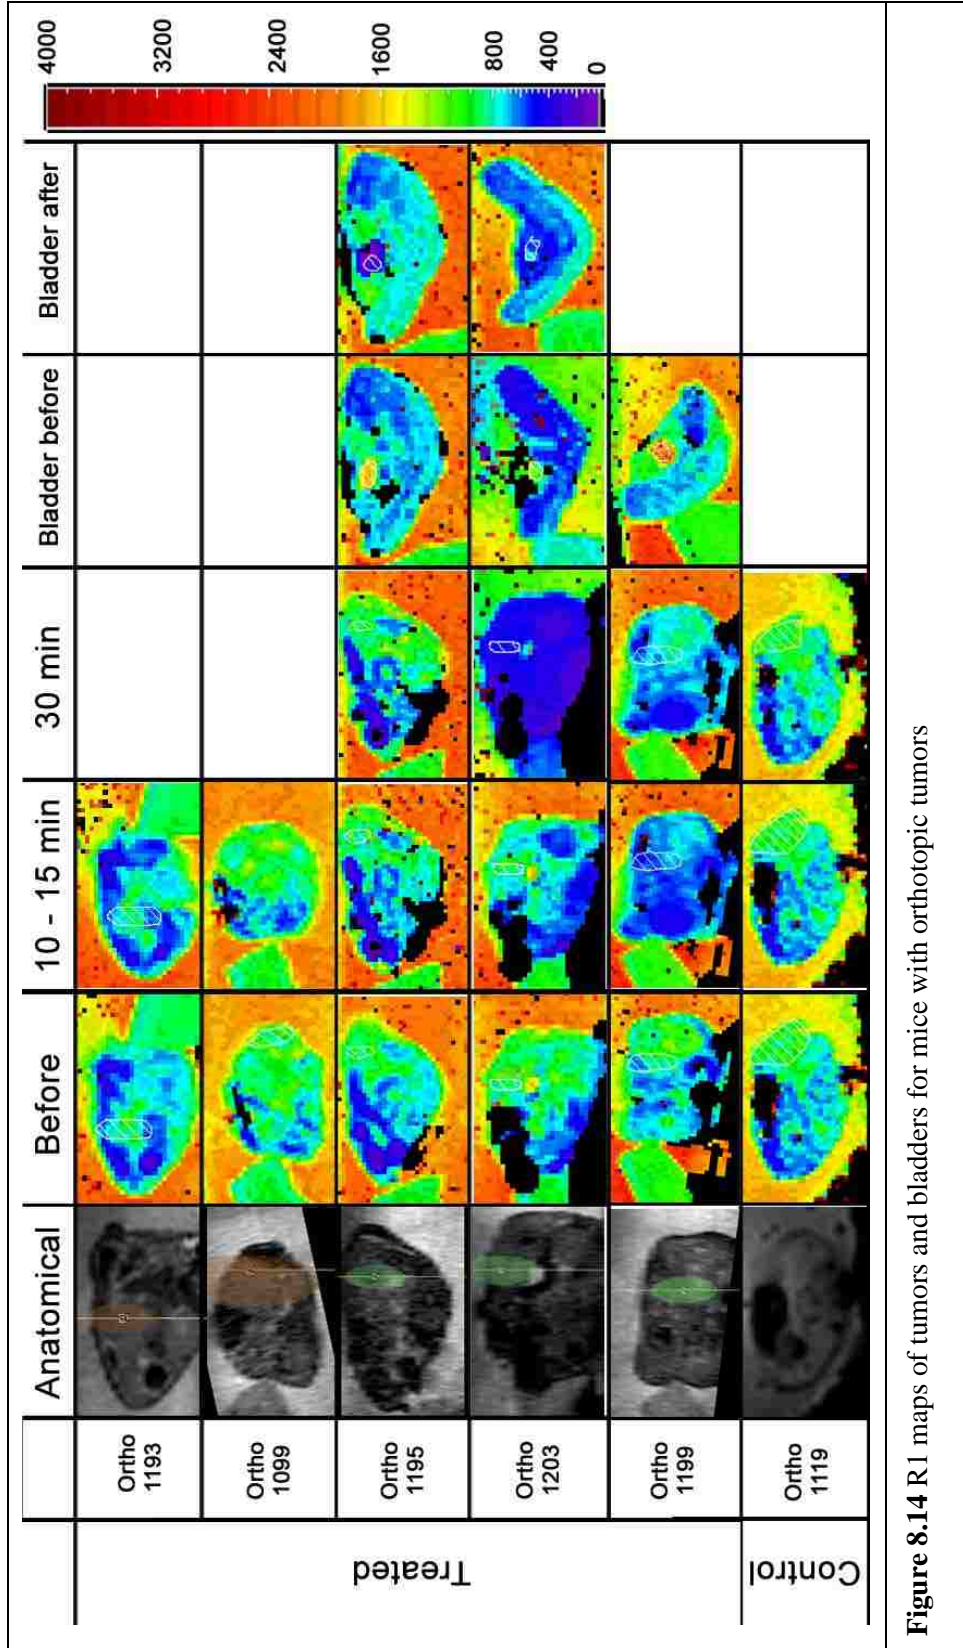 Anatomical
Before
10 - 15 min
30 min
Bladder before
Bladder after
Treated
Ortho
1193
Ortho
1099
Ortho
1195
Ortho
1203
Ortho
1199
Control
Ortho
1119
4000
3200
2400
1600
800
400
0
Figure 8.14 R1 maps of tumors and bladders for mice with orthotopic tumors